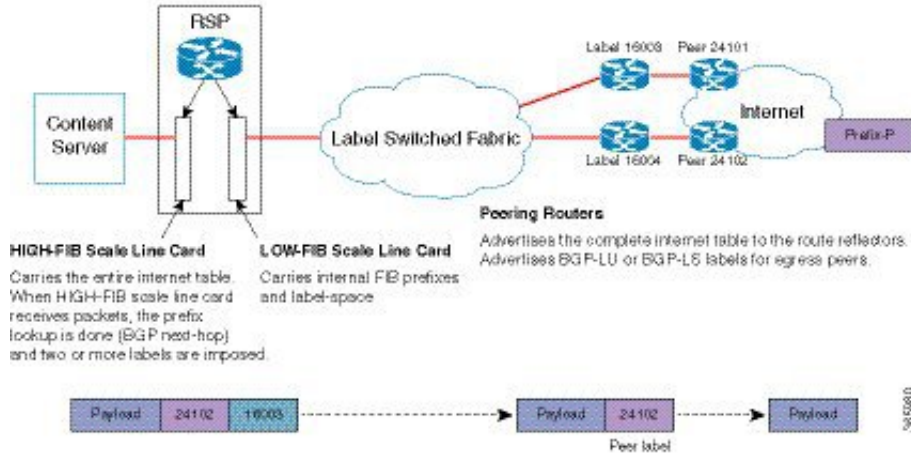 RSP
Label 16003 Peer 24101
Content Server
Label Switched Fabric
Internet
Prefix-P
Label 16004 Peer 24102
Peering Routers
Advertises the complete internet table to the route reflectors.
Advertises BGP-LU or BGP-LS labels for egress peers.
HIGH-FIB Scale Line Card
Carries the entire internet table.
When HIGH-FIB scale line card
receives packets, the prefix
lookup is done (BGP next-hop)
and two or more labels are imposed.
LOW-FIB Scale Line Card
Carries internal FIB prefixes
and label-space
Payload 24102 16003
Payload 24102
Peer label
Payload